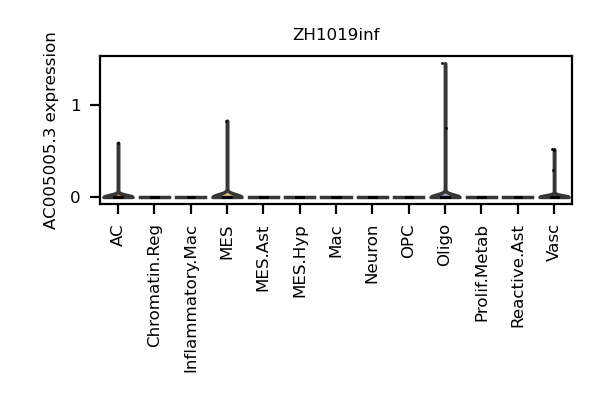 ZH1019inf
AC005005.3 expression
1
0
AC
Chromatin.Reg
Inflammatory.Mac
MES
MES.Ast
MES.Hyp
Mac
Neuron
OPC
Oligo
Prolif.Metab
Reactive.Ast
Vasc